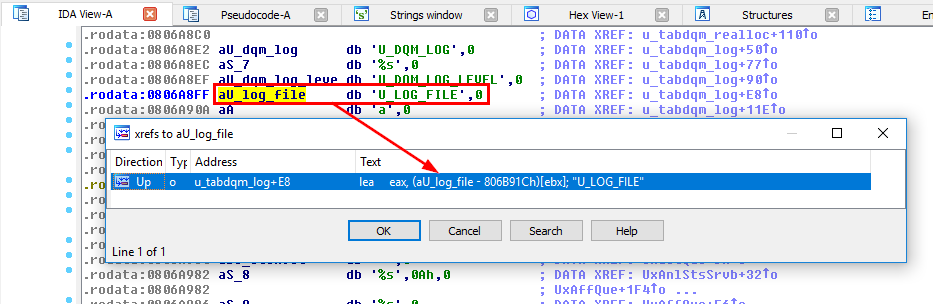 IDA View-A Pseudocode-A Strings window Hex View-1 Structures En
.rodata:0806A8C0 ; DATA XREF: u_tabdqm_realloc+110↑o
.rodata:0806A8E2 aU_dqm_log db 'U_DQM_LOG',0 ; DATA XREF: u_tabdqm_log+50↑o
.rodata:0806A8EC aS_7 db '%s',0 ; DATA XREF: u_tabdqm_log+77↑o
.rodata:0806A8EF aU_dqm_log_leve db 'U_DQM_LOG_LEVEL',0 ; DATA XREF: u_tabdqm_log+90↑o
.rodata:0806A8FF aU_log_file db 'U_LOG_FILE',0 ; DATA XREF: u_tabdqm_log+E8↑o
.rodata:0806A90A aA db 'a',0 ; DATA XREF: u_tabdqm_log+11E↑o
xrefs to aU_log_file
Direction Typ Address Text
Up o u_tabdqm_log+E8 lea eax, (aU_log_file - 806B91Ch)[ebx]; "U_LOG_FILE"
OK Cancel Search Help
Line 1 of 1
.rodata:0806A982 aS_8 db '%s',0Ah,0 ; DATA XREF: UxAnlStsSrvb+32↑o
.rodata:0806A982 ; UxAffQue+1F4↑o ...